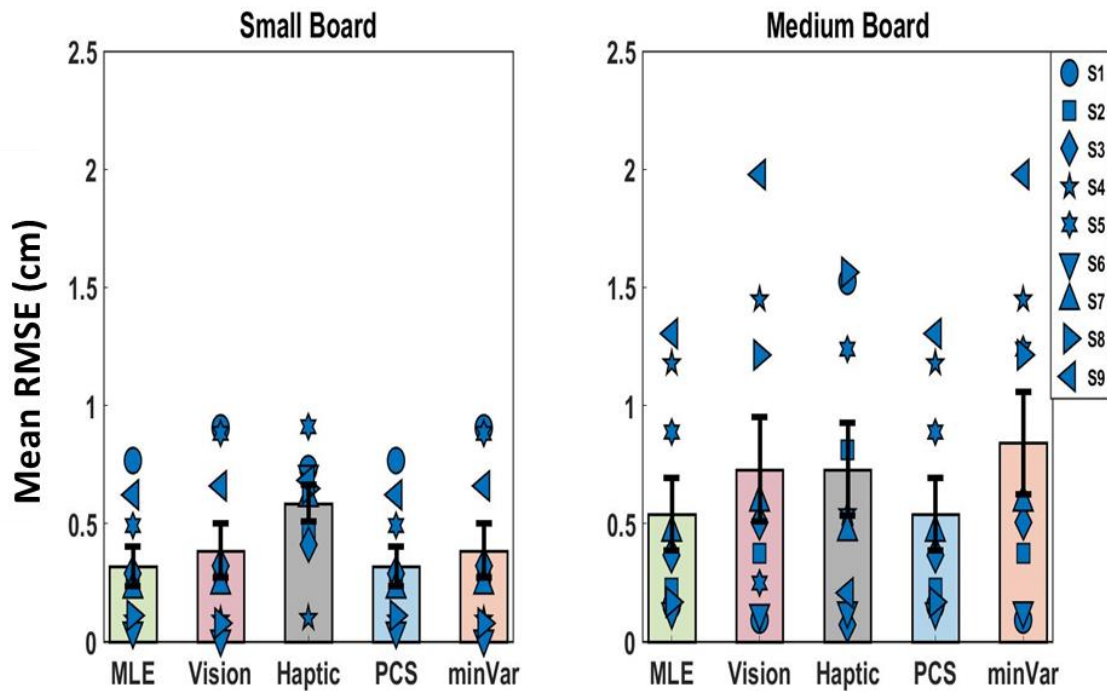 Small Board
Medium Board
Mean RMSE (cm)
2.5
2
1.5
1
0.5
0
MLE Vision Haptic PCS minVar
2.5
2
1.5
1
0.5
0
MLE Vision Haptic PCS minVar
S1
S2
S3
S4
S5
S6
S7
S8
S9